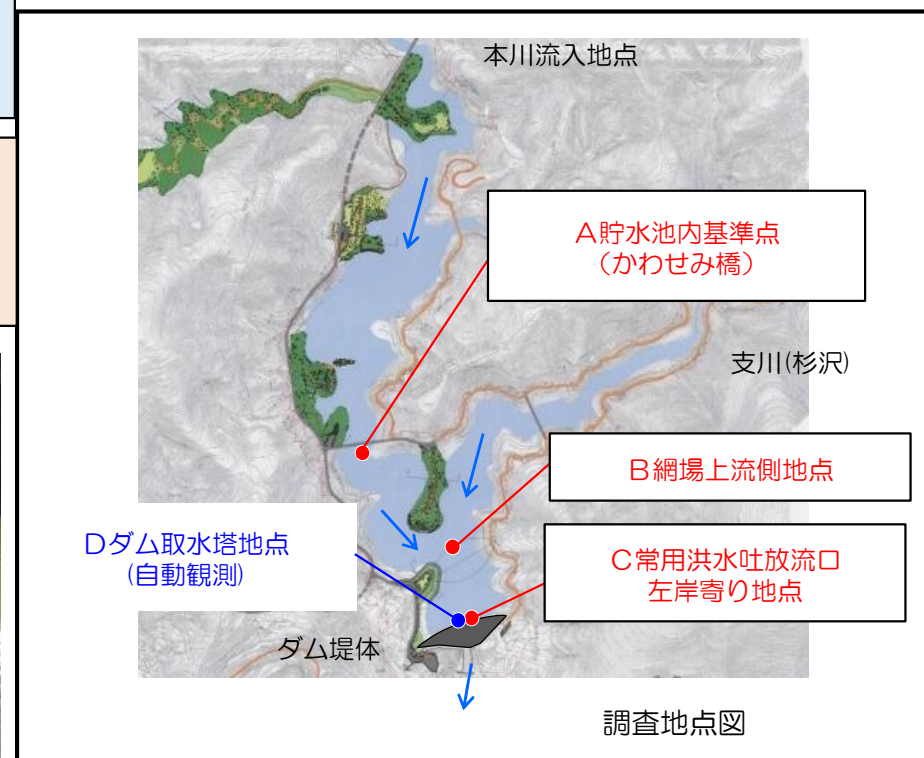 本川流入地点
A貯水池内基準点
（かわせみ橋）
支川(杉沢)
B網場上流側地点
Dダム取水塔地点
(自動観測)
C常用洪水吐放流口
左岸寄り地点
ダム堤体
調査地点図